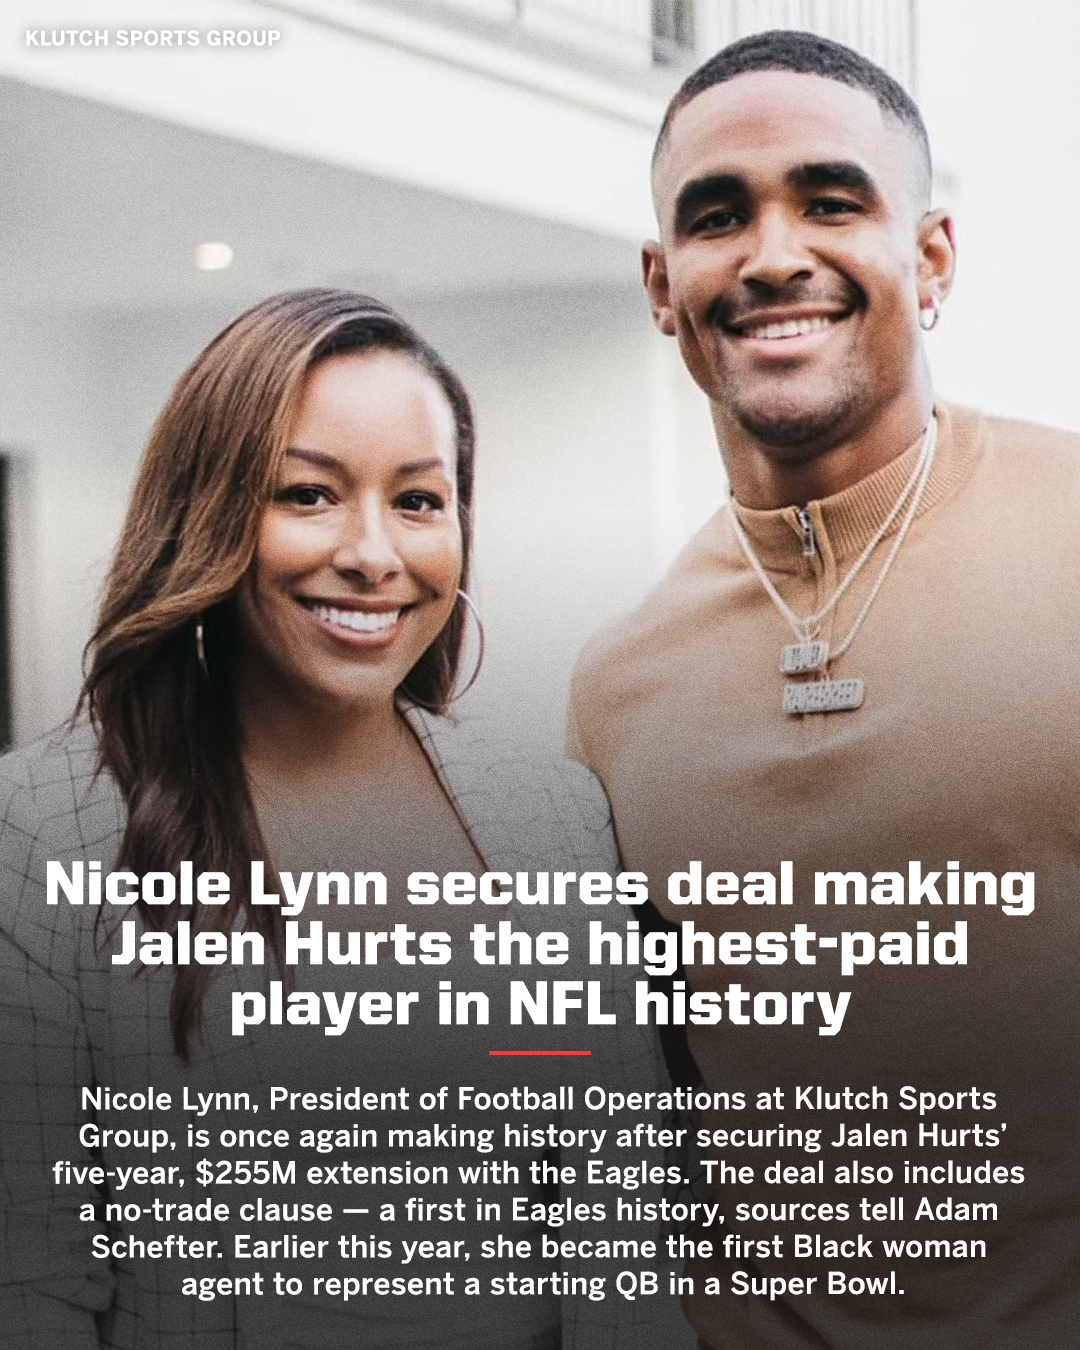 KLUTCH SPORTS GROUP
Nicole Lynn secures deal making
Jalen Hurts the highest-paid
player in NFL history
Nicole Lynn, President of Football Operations at Klutch Sports
Group, is once again making history after securing Jalen Hurts’
five-year, $255M extension with the Eagles. The deal also includes
a no-trade clause — a first in Eagles history, sources tell Adam
Schefter. Earlier this year, she became the first Black woman
agent to represent a starting QB in a Super Bowl.